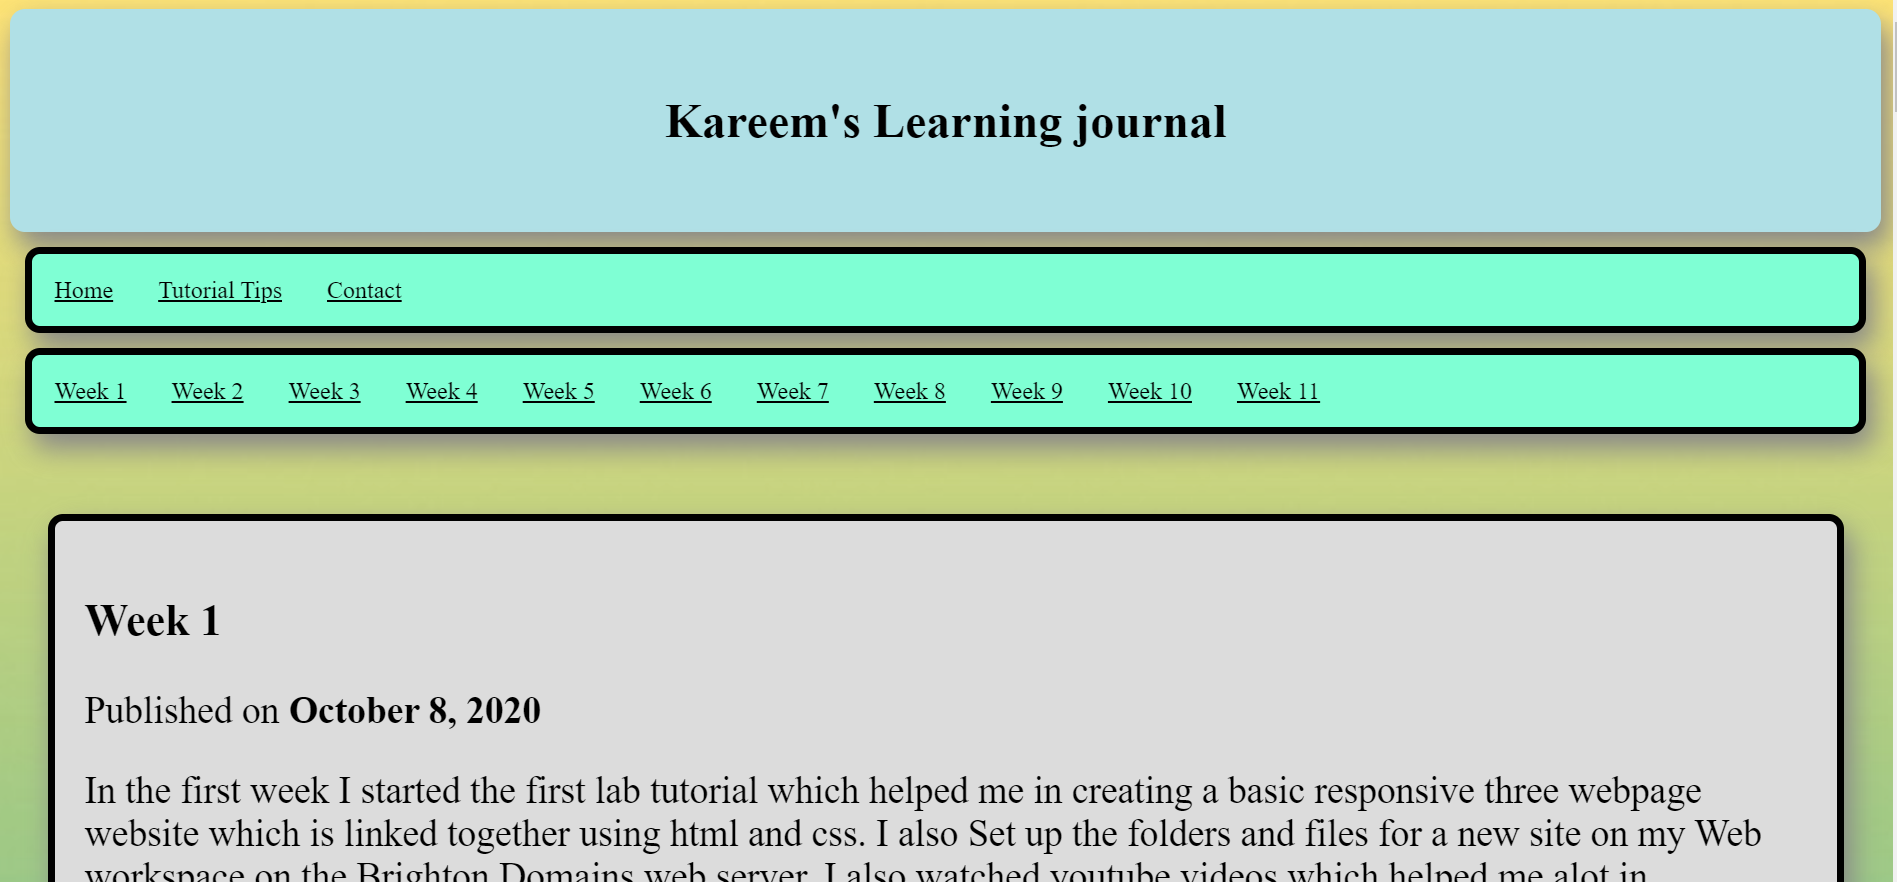 Kareem's Learning journal
Home Tutorial Tips Contact
Week 1 Week 2 Week 3 Week 4 Week 5 Week 6 Week 7 Week 8 Week 9 Week 10 Week 11
Week 1
Published on October 8, 2020
In the first week I started the first lab tutorial which helped me in creating a basic responsive three webpage
website which is linked together using html and css. I also Set up the folders and files for a new site on my Web
workspace on the Brighton Domains web server. I also watched youtube videos which helped me alot in